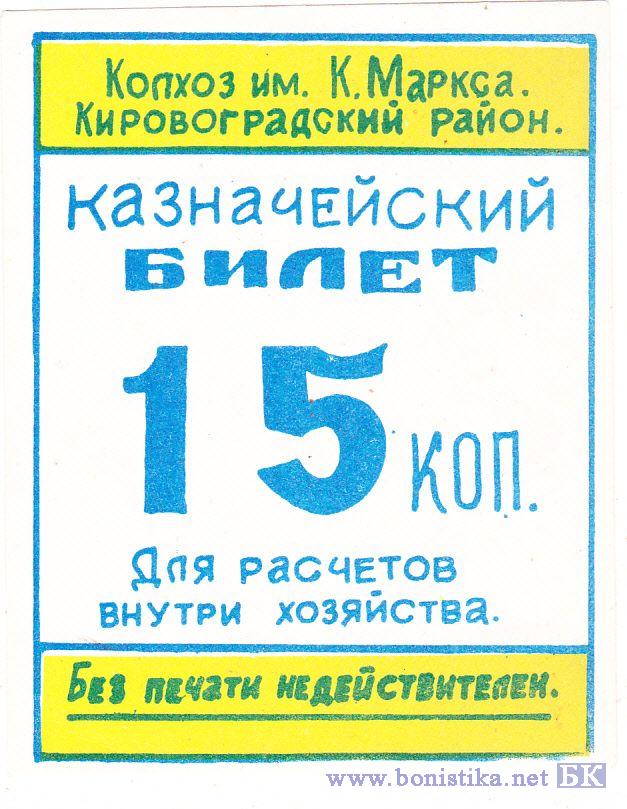 Колхоз им. К. Маркса.
Кировоградский район.
Казначейский
БИЛЕТ
15 КОП.
Для расчетов
внутри хозяйства.
Без печати недействителен.
www.bonistika.net БК